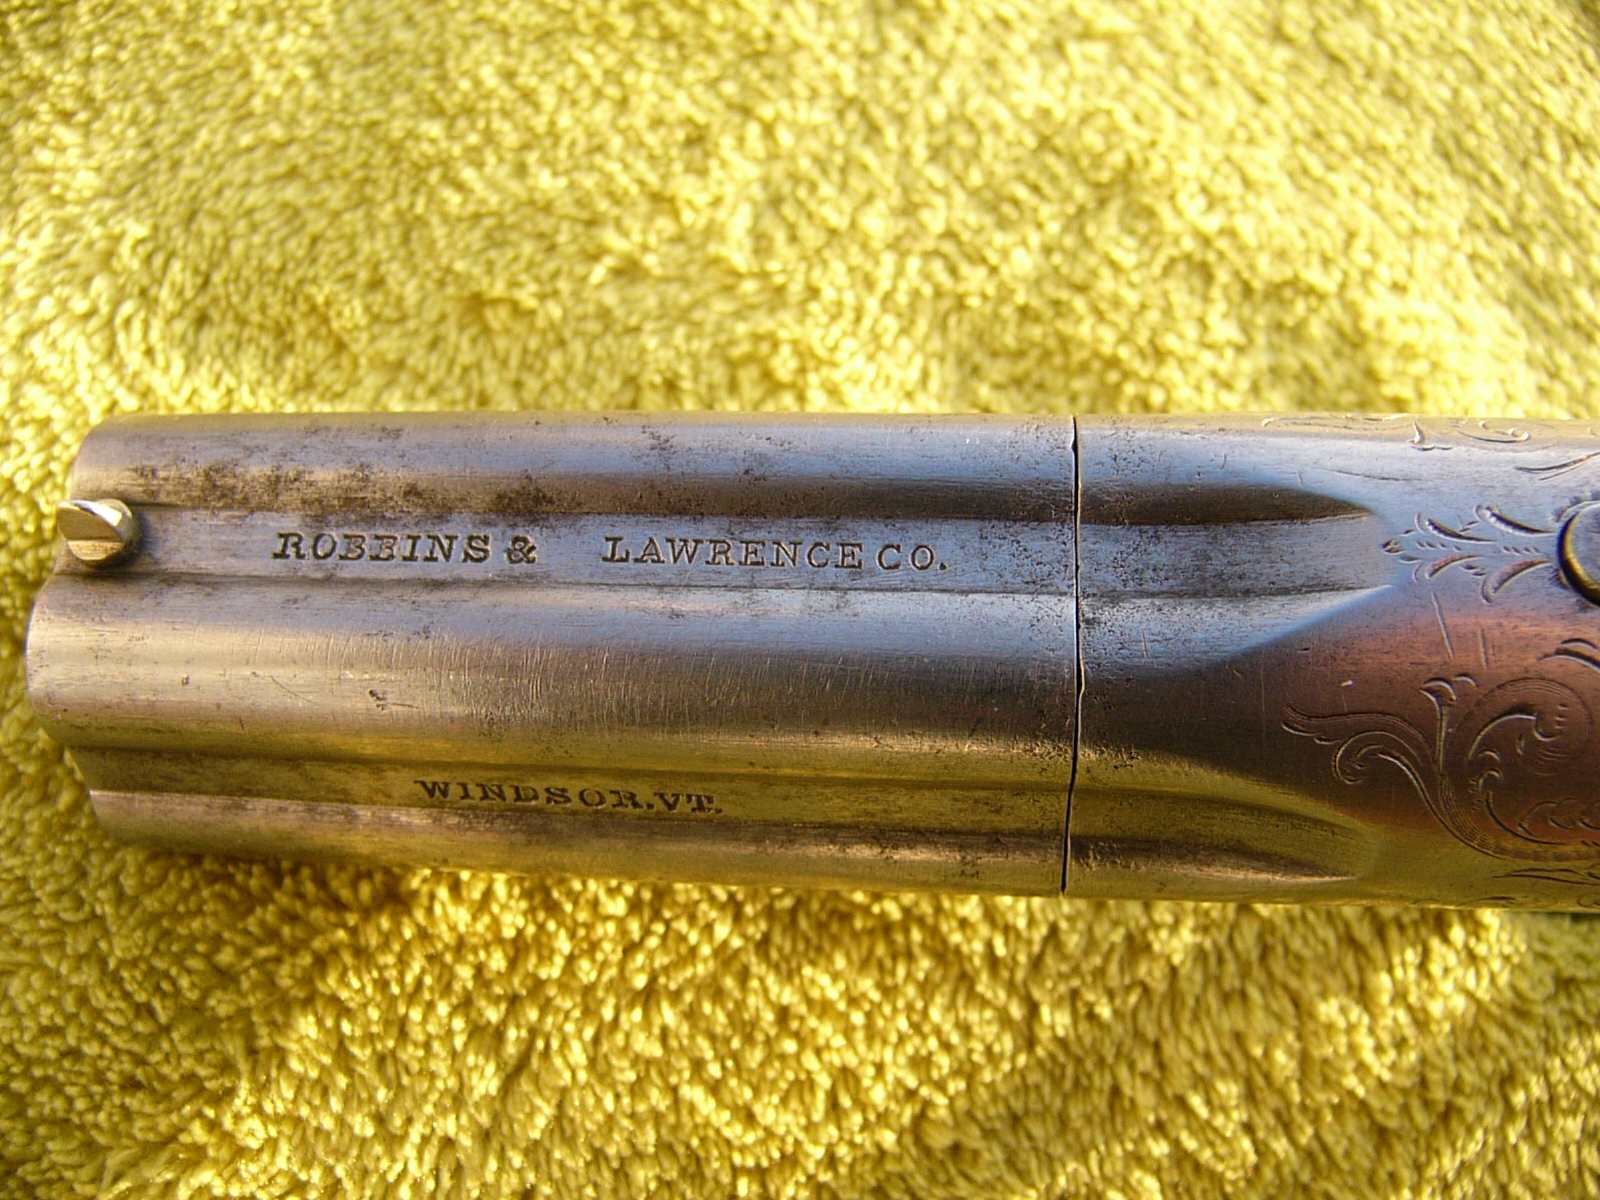 ROBBINS & LAWRENCE CO.
WINDSOR. VT.